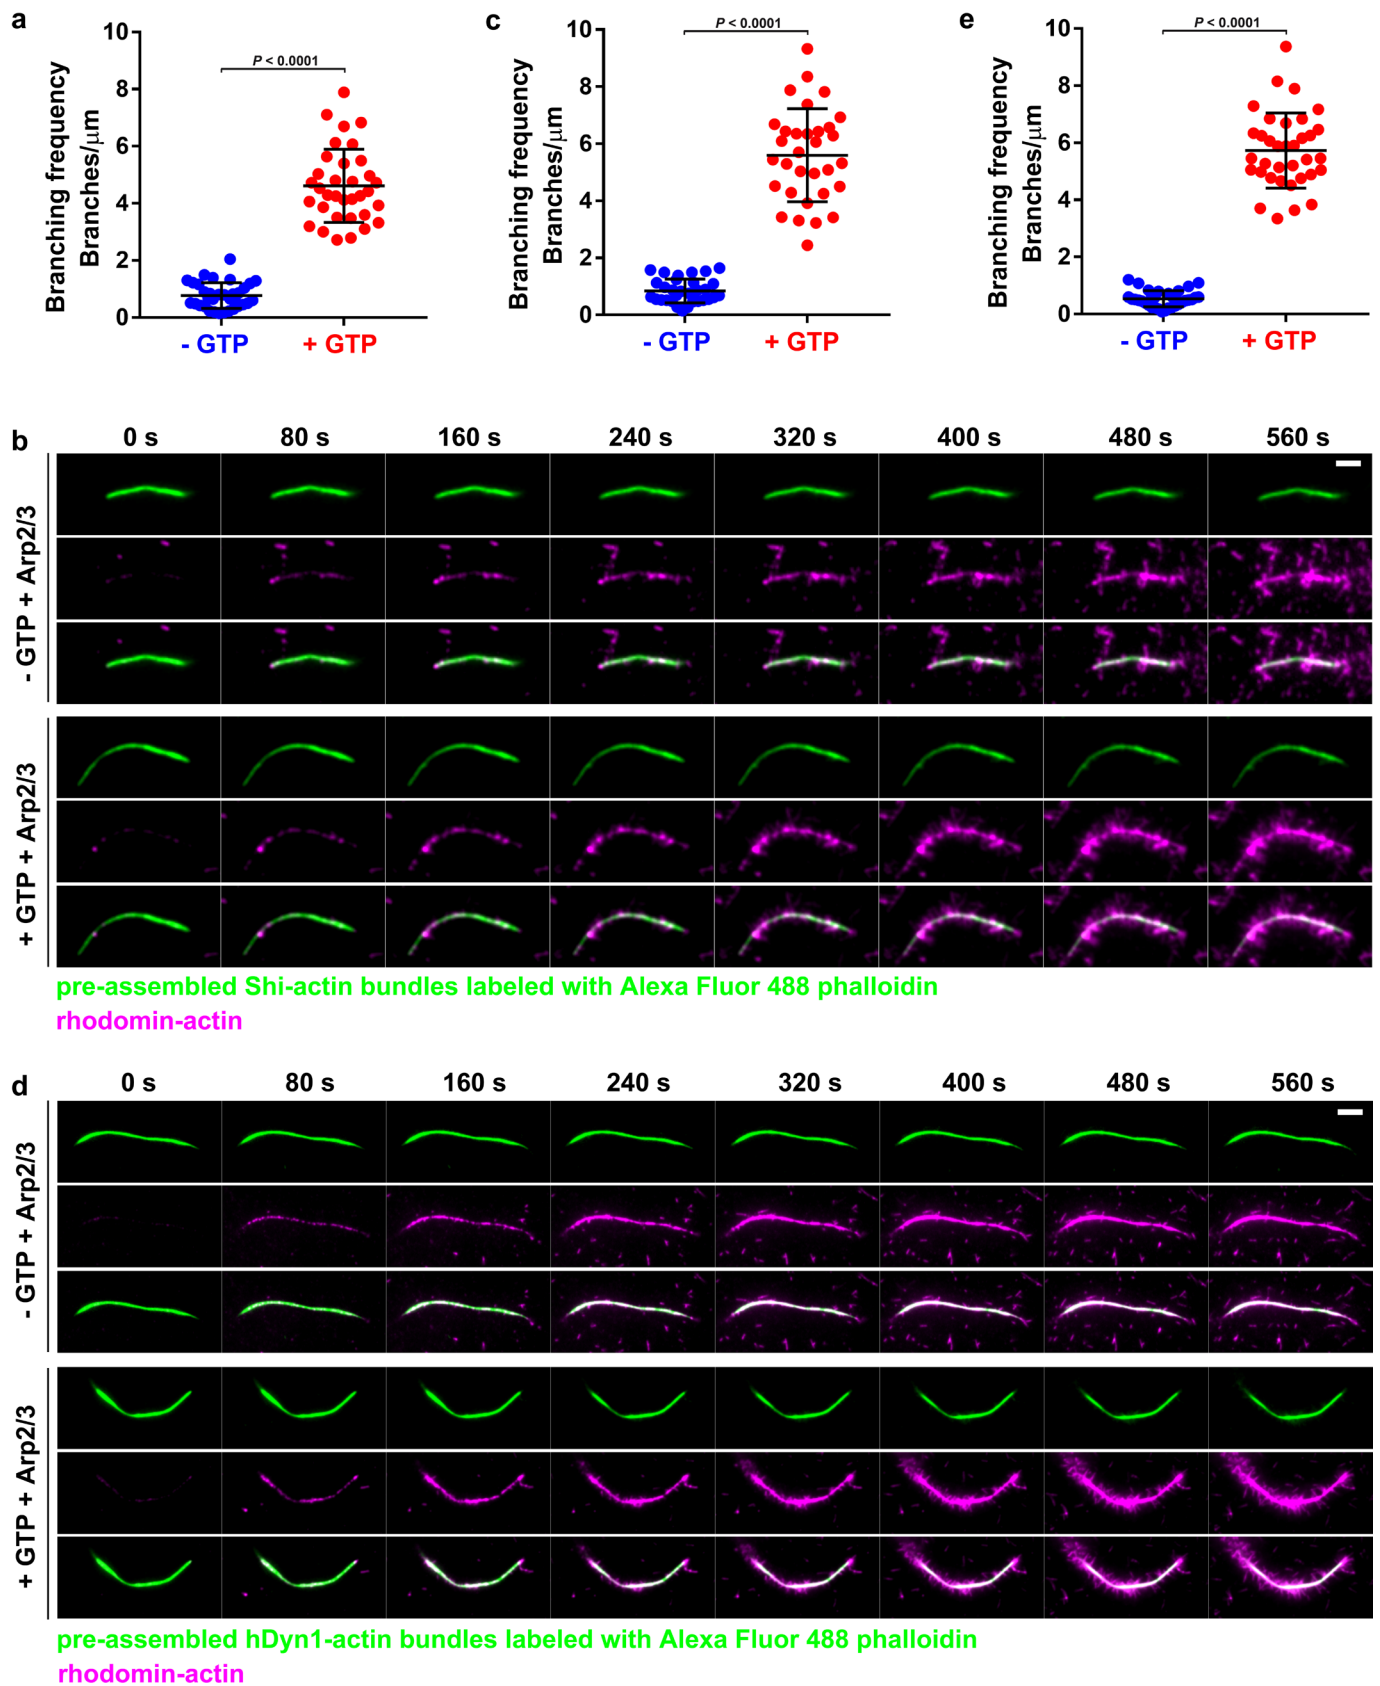 a
Branching frequency
Branches/μm
10
8
6
4
2
0
P < 0.0001
- GTP
+ GTP
c
Branching frequency
Branches/μm
10
8
6
4
2
0
P < 0.0001
- GTP
+ GTP
e
Branching frequency
Branches/μm
10
8
6
4
2
0
P < 0.0001
- GTP
+ GTP
b
0 s 80 s 160 s 240 s 320 s 400 s 480 s 560 s
- GTP + Arp2/3
+ GTP + Arp2/3
pre-assembled Shi-actin bundles labeled with Alexa Fluor 488 phalloidin
rhodomin-actin
d
0 s 80 s 160 s 240 s 320 s 400 s 480 s 560 s
- GTP + Arp2/3
+ GTP + Arp2/3
pre-assembled hDyn1-actin bundles labeled with Alexa Fluor 488 phalloidin
rhodomin-actin